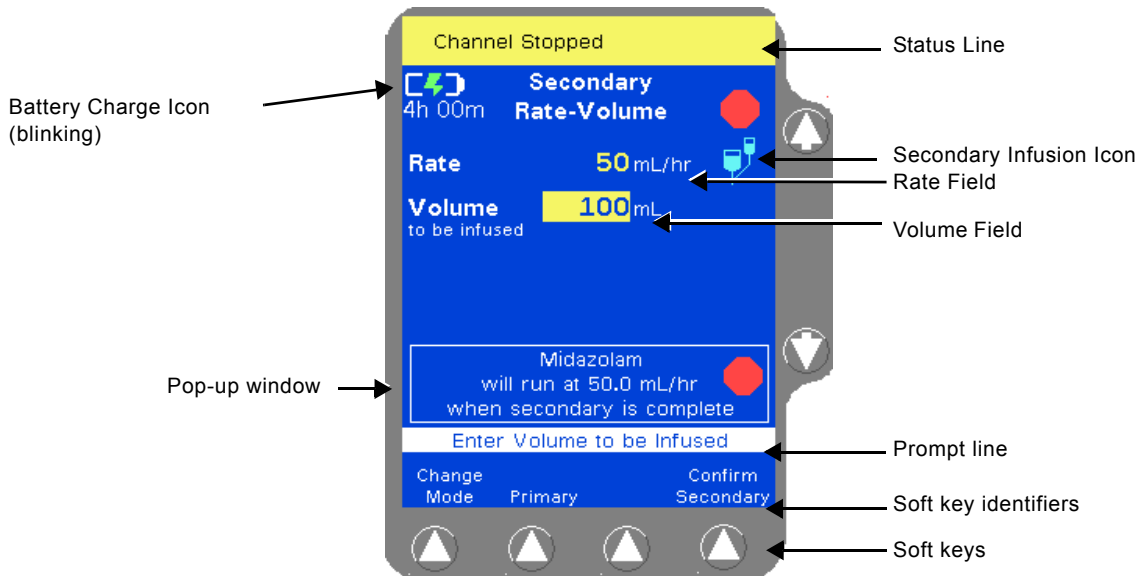 Channel Stopped
Status Line
Battery Charge Icon
(blinking)
4h 00m
Secondary
Rate-Volume
Rate 50 mL/hr
Secondary Infusion Icon
Rate Field
Volume 100 mL
to be infused
Volume Field
Pop-up window
Midazolam
will run at 50.0 mL/hr
when secondary is complete
Enter Volume to be Infused
Prompt line
Change
Mode
Primary
Confirm
Secondary
Soft key identifiers
Soft keys